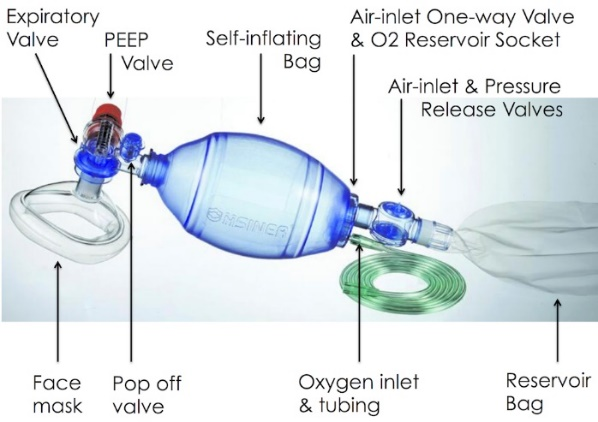 Expiratory
Valve
PEEP
Valve
Self-inflating
Bag
Air-inlet One-way Valve
& O2 Reservoir Socket
Air-inlet & Pressure
Release Valves
HSINER
Face
mask
Pop off
valve
Oxygen inlet
& tubing
Reservoir
Bag